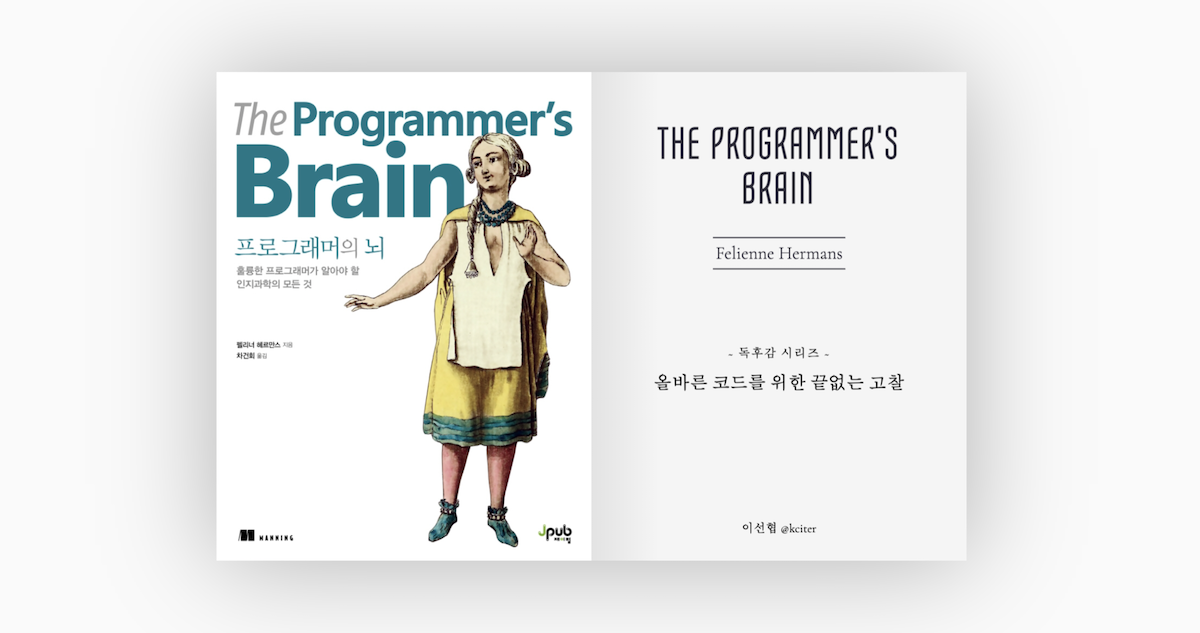 The Programmer's
Brain
프로그래머의 뇌
훌륭한 프로그래머가 알아야 할
인지과학의 모든 것
펠리너 헤르만스 지음
차건회 옮김
MANNING
Jpub
제이펍
THE PROGRAMMER'S
BRAIN
Felienne Hermans
- 독후감 시리즈 -
올바른 코드를 위한 끝없는 고찰
이선협 @kciter